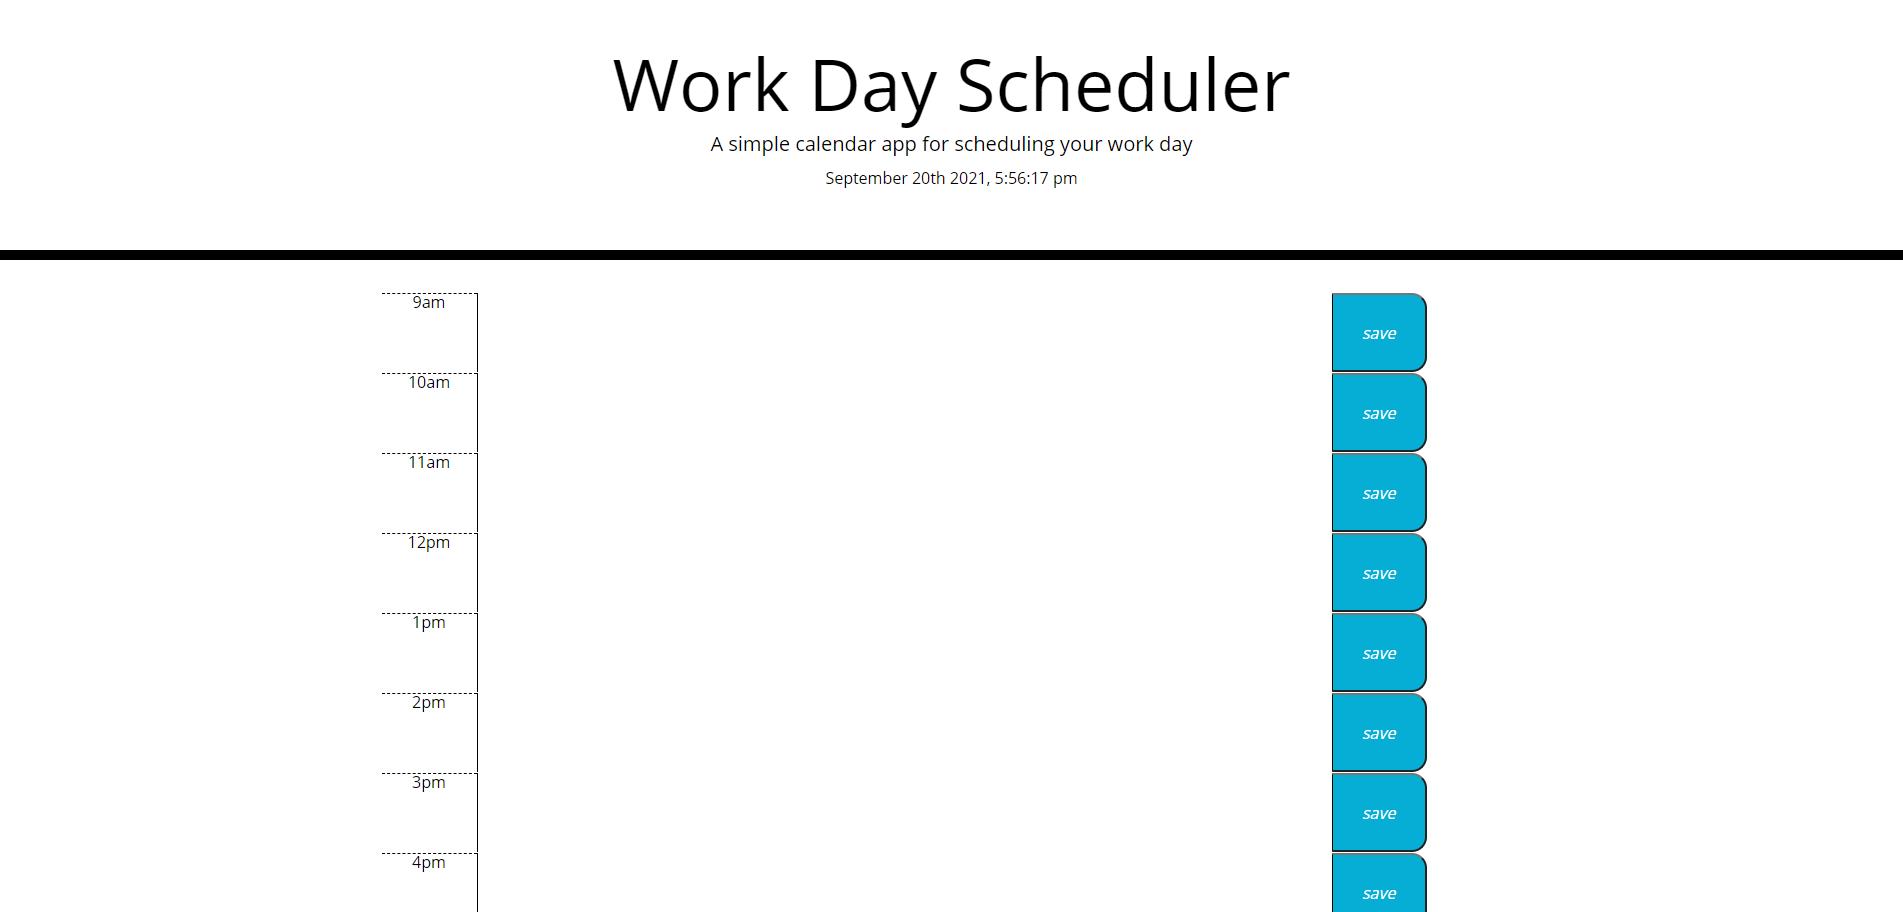 Work Day Scheduler
A simple calendar app for scheduling your work day
September 20th 2021, 5:56:17 pm
9am
save
10am
save
11am
save
12pm
save
1pm
save
2pm
save
3pm
save
4pm
save